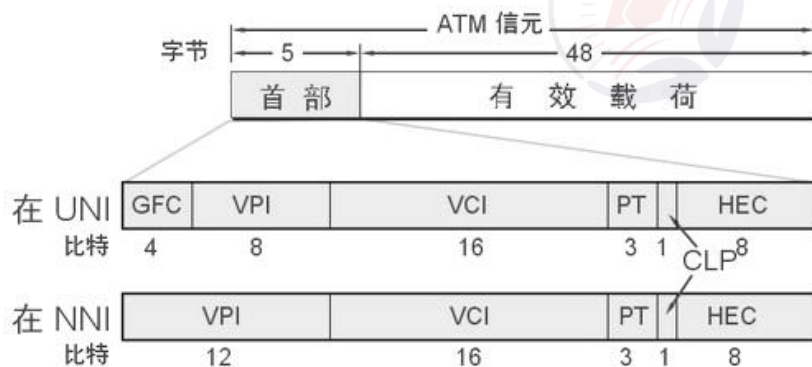 ATM 信元
字节 5 48
首部 有效载荷
在 UNI GFC VPI VCI PT HEC
比特 4 8 16 3 1 8
CLP
在 NNI VPI VCI PT HEC
比特 12 16 3 1 8